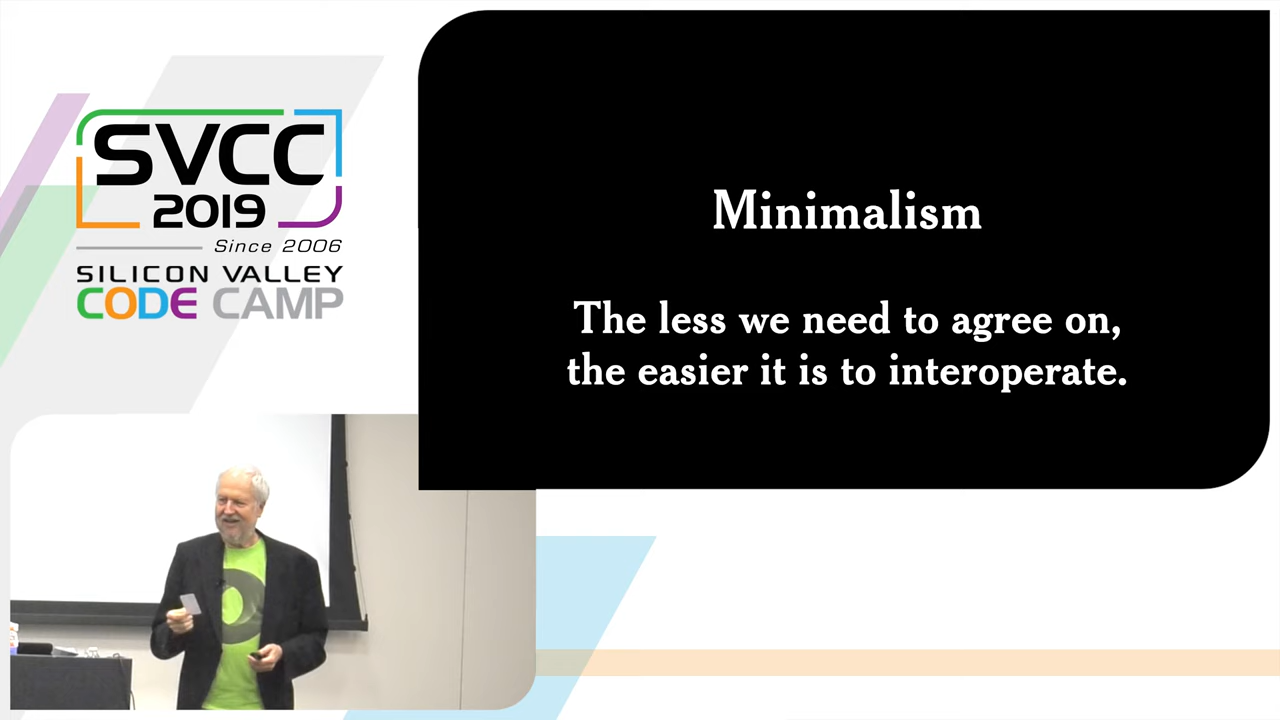 SVCC
2019
Since 2006
SILICON VALLEY
CODE CAMP
Minimalism
The less we need to agree on,
the easier it is to interoperate.